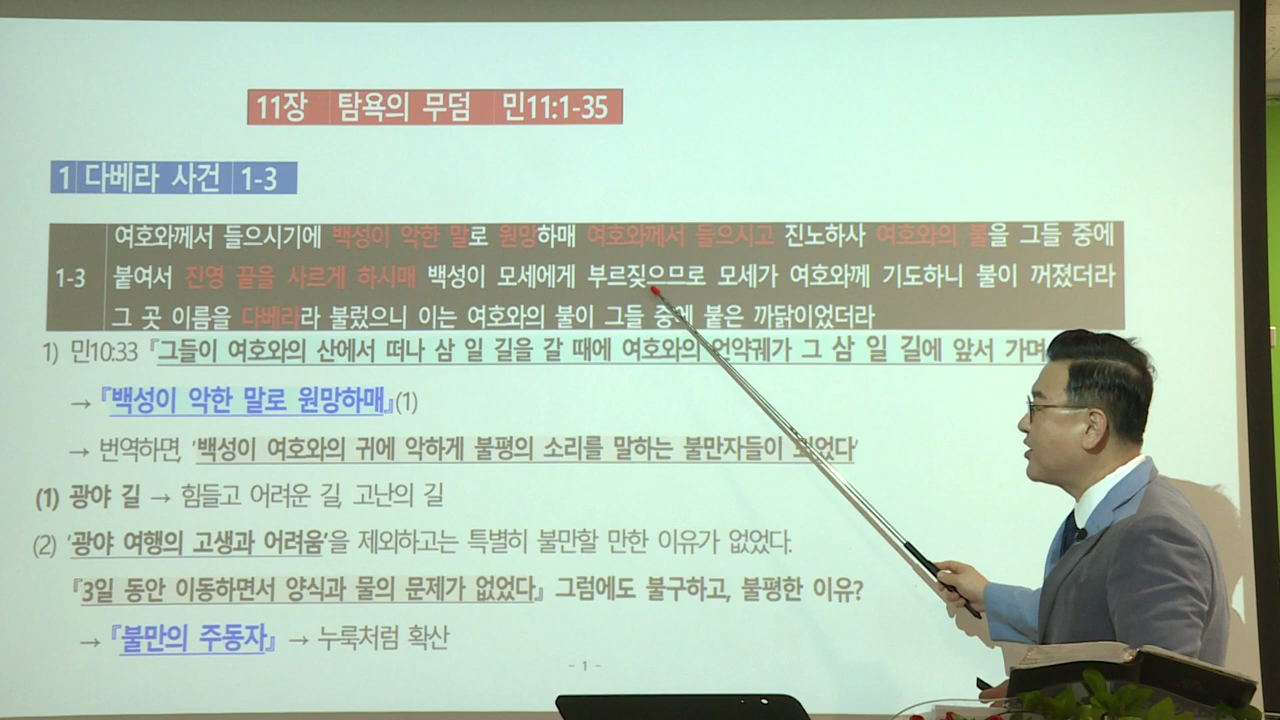 11장 탐욕의 무덤 민11:1-35
1 다베라 사건 1-3
여호와께서 들으시기에 백성이 악한 말로 원망하매 여호와께서 들으시고 진노하사 여호와의 불을 그들 중에
1-3 붙여서 진영 끝을 사르게 하시매 백성이 모세에게 부르짖으므로 모세가 여호와께 기도하니 불이 꺼졌더라
그 곳 이름을 다베라라 불렀으니 이는 여호와의 불이 그들 중에 붙은 까닭이었더라
1) 민10:33 『그들이 여호와의 산에서 떠나 삼 일 길을 갈 때에 여호와의 언약궤가 그 삼 일 길에 앞서 가며
→ 『백성이 악한 말로 원망하매』(1)
→ 번역하면, '백성이 여호와의 귀에 악하게 불평의 소리를 말하는 불만자들이 되었다'
(1) 광야 길 → 힘들고 어려운 길, 고난의 길
(2) '광야 여행의 고생과 어려움'을 제외하고는 특별히 불만할 만한 이유가 없었다.
『3일 동안 이동하면서 양식과 물의 문제가 없었다』 그럼에도 불구하고, 불평한 이유?
→ 『불만의 주동자』 → 누룩처럼 확산
- 1 -